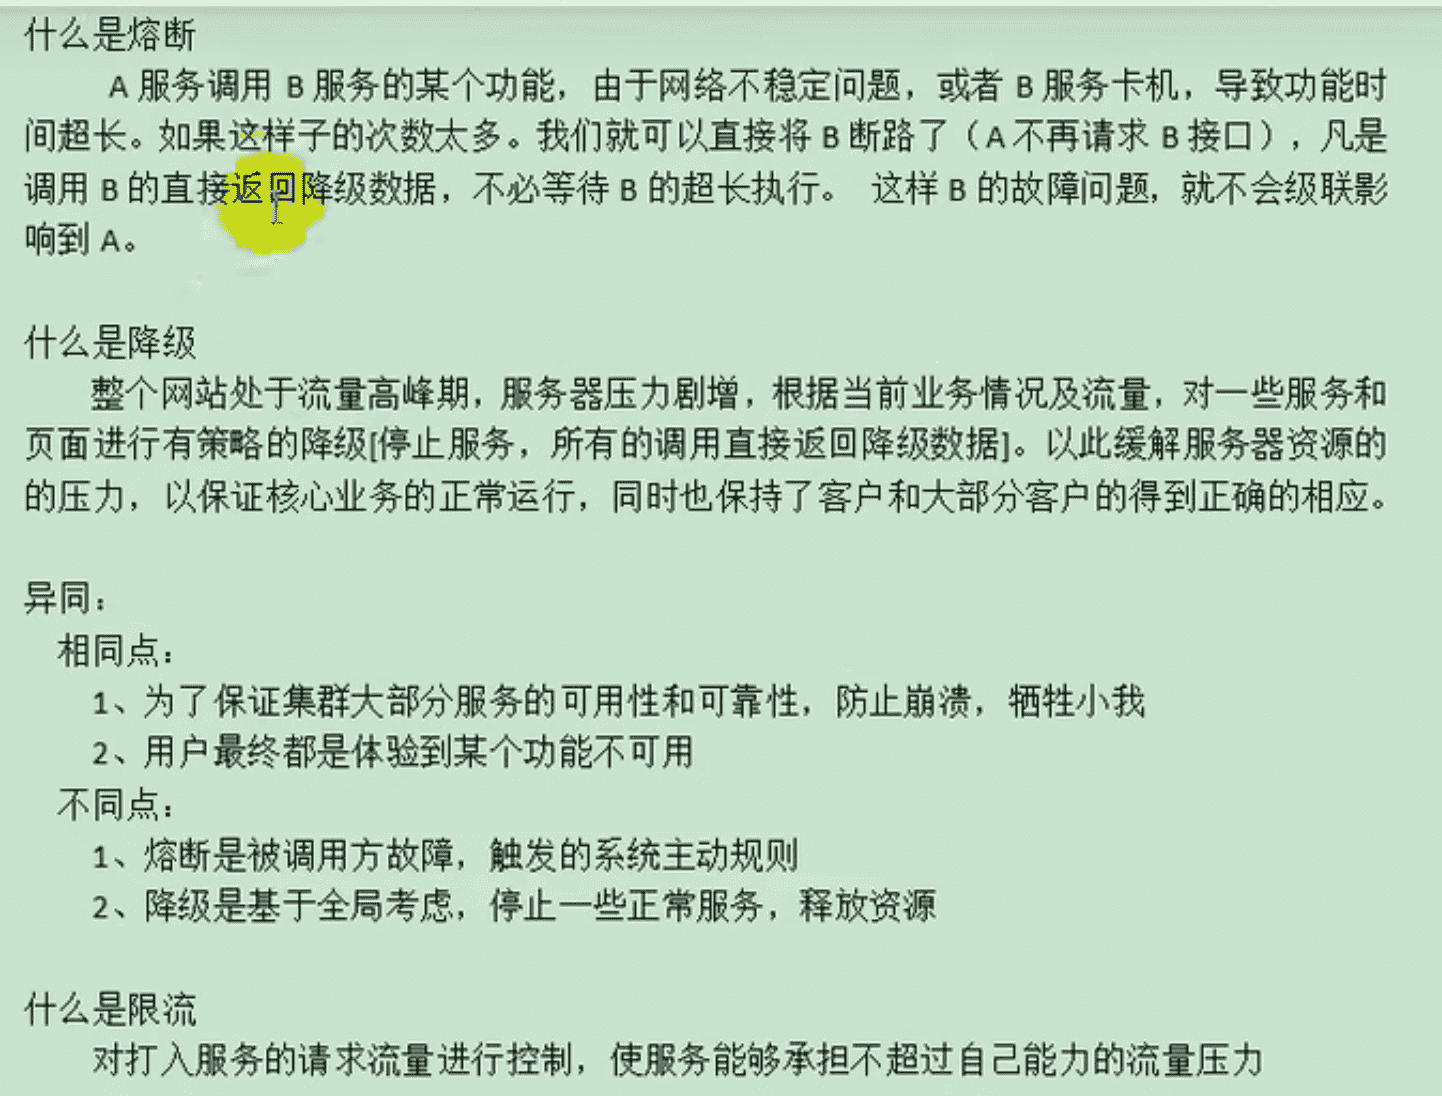 什么是熔断
A 服务调用 B 服务的某个功能，由于网络不稳定问题，或者 B 服务卡机，导致功能时
间超长。如果这样子的次数太多。我们就可以直接将 B 断路了（A 不再请求 B 接口），凡是
调用 B 的直接返回降级数据，不必等待 B 的超长执行。 这样 B 的故障问题，就不会级联影
响到 A。
什么是降级
整个网站处于流量高峰期，服务器压力剧增，根据当前业务情况及流量，对一些服务和
页面进行有策略的降级[停止服务，所有的调用直接返回降级数据]。以此缓解服务器资源的
的压力，以保证核心业务的正常运行，同时也保持了客户和大部分客户的得到正确的相应。
异同：
相同点：
1、为了保证集群大部分服务的可用性和可靠性，防止崩溃，牺牲小我
2、用户最终都是体验到某个功能不可用
不同点：
1、熔断是被调用方故障，触发的系统主动规则
2、降级是基于全局考虑，停止一些正常服务，释放资源
什么是限流
对打入服务的请求流量进行控制，使服务能够承担不超过自己能力的流量压力